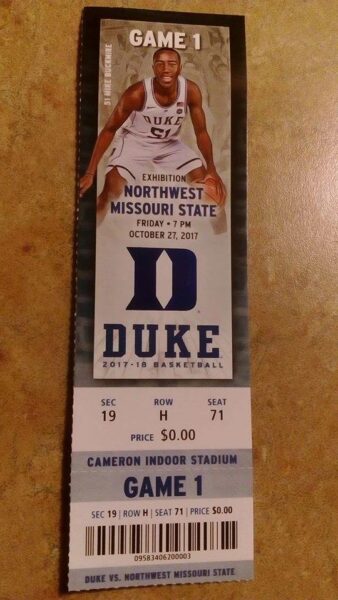 GAME 1
51 MIKE BUCKMIRE
DUKE
51
EXHIBITION
NORTHWEST
MISSOURI STATE
FRIDAY • 7 PM
OCTOBER 27, 2017
D
DUKE
2017-18 BASKETBALL
SEC ROW SEAT
19 H 71
PRICE $0.00
CAMERON INDOOR STADIUM
GAME 1
SEC 19 | ROW H | SEAT 71 | PRICE $0.00
09583406200003
DUKE VS. NORTHWEST MISSOURI STATE